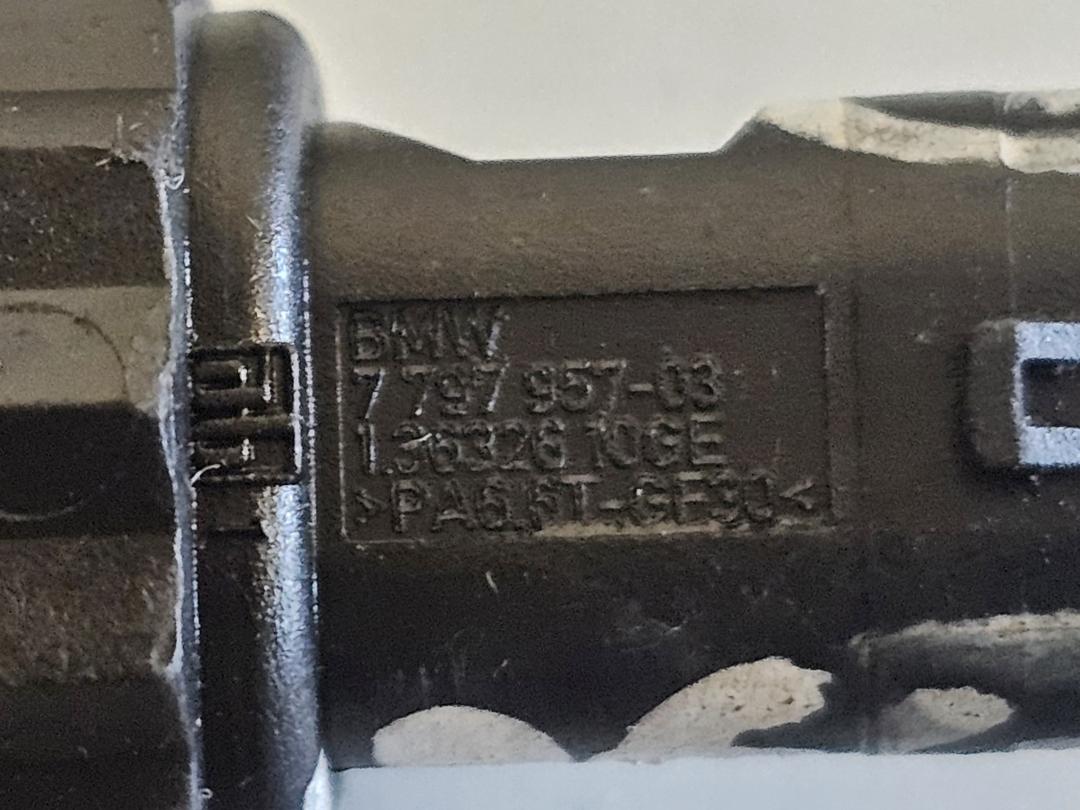 BMW
7 797 957-03
1.36326.10GE
>PA6.6T-GF30<